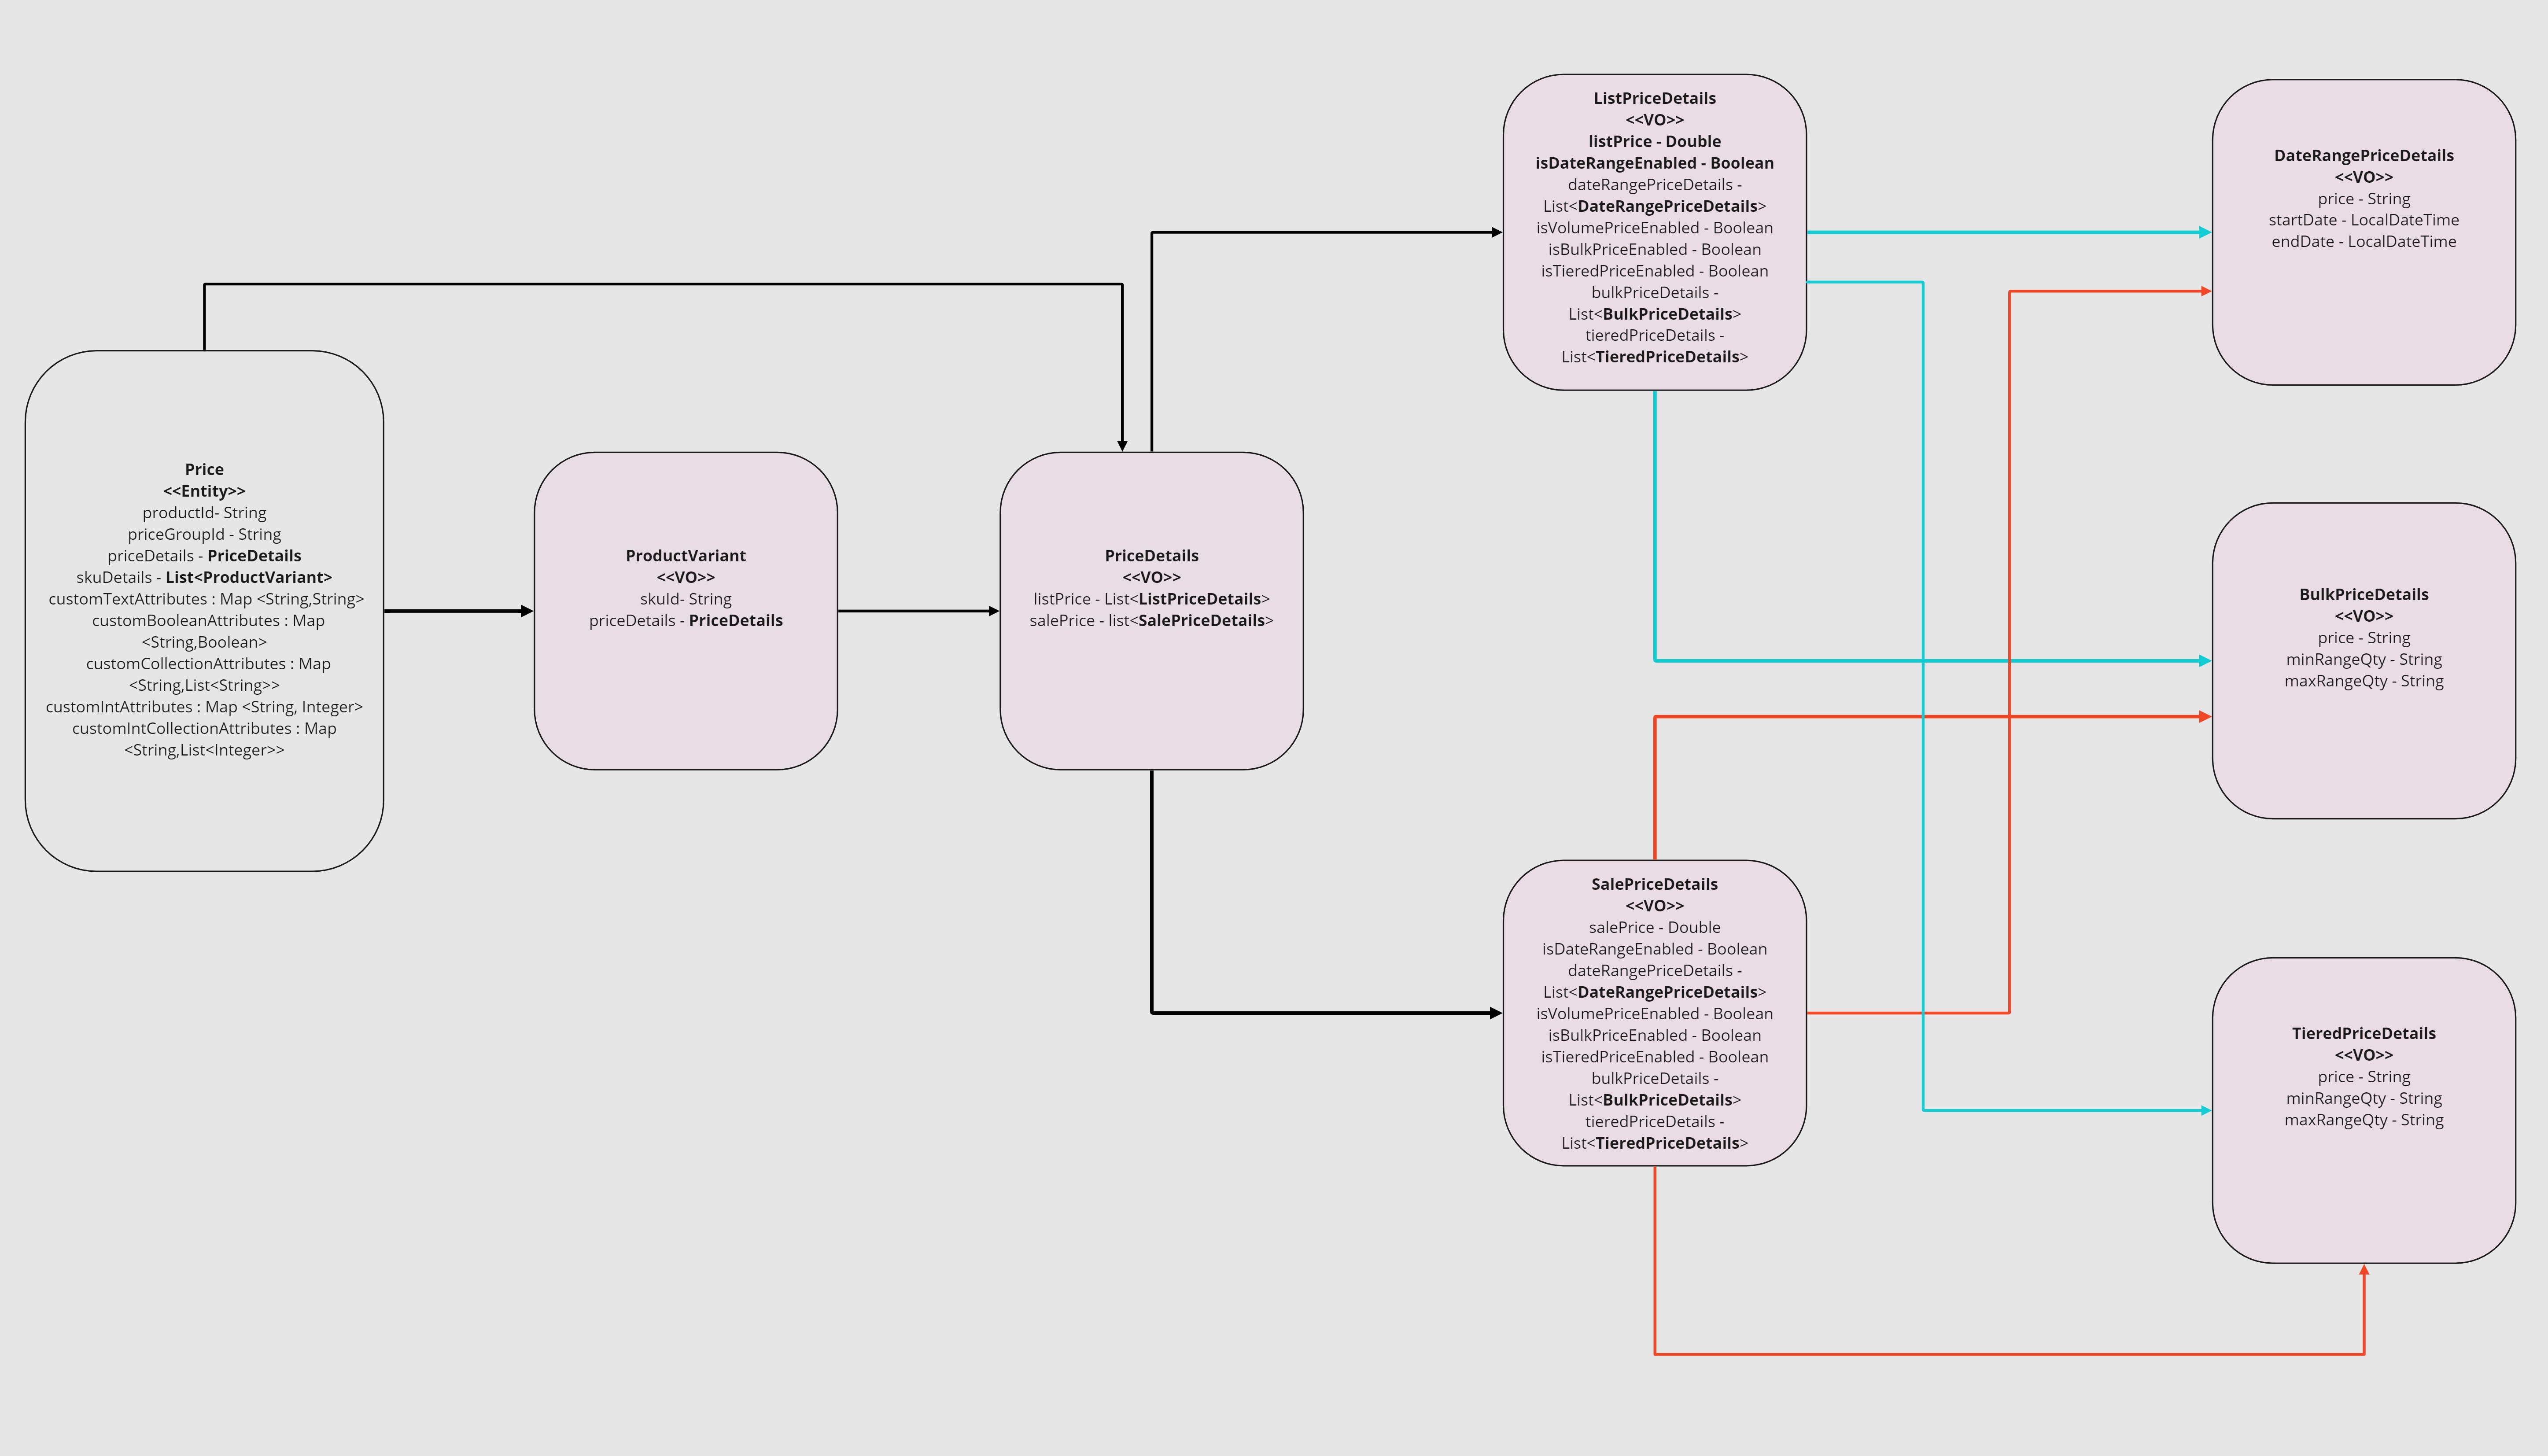 Price
<<Entity>>
productId- String
priceGroupId - String
priceDetails - PriceDetails
skuDetails - List<ProductVariant>
customTextAttributes : Map <String,String>
customBooleanAttributes : Map
<String,Boolean>
customCollectionAttributes : Map
<String,List<String>>
customIntAttributes : Map <String, Integer>
customIntCollectionAttributes : Map
<String,List<Integer>>
ProductVariant
<<VO>>
skuId- String
priceDetails - PriceDetails
PriceDetails
<<VO>>
listPrice - List<ListPriceDetails>
salePrice - list<SalePriceDetails>
ListPriceDetails
<<VO>>
listPrice - Double
isDateRangeEnabled - Boolean
dateRangePriceDetails -
List<DateRangePriceDetails>
isVolumePriceEnabled - Boolean
isBulkPriceEnabled - Boolean
isTieredPriceEnabled - Boolean
bulkPriceDetails -
List<BulkPriceDetails>
tieredPriceDetails -
List<TieredPriceDetails>
SalePriceDetails
<<VO>>
salePrice - Double
isDateRangeEnabled - Boolean
dateRangePriceDetails -
List<DateRangePriceDetails>
isVolumePriceEnabled - Boolean
isBulkPriceEnabled - Boolean
isTieredPriceEnabled - Boolean
bulkPriceDetails -
List<BulkPriceDetails>
tieredPriceDetails -
List<TieredPriceDetails>
DateRangePriceDetails
<<VO>>
price - String
startDate - LocalDateTime
endDate - LocalDateTime
BulkPriceDetails
<<VO>>
price - String
minRangeQty - String
maxRangeQty - String
TieredPriceDetails
<<VO>>
price - String
minRangeQty - String
maxRangeQty - String